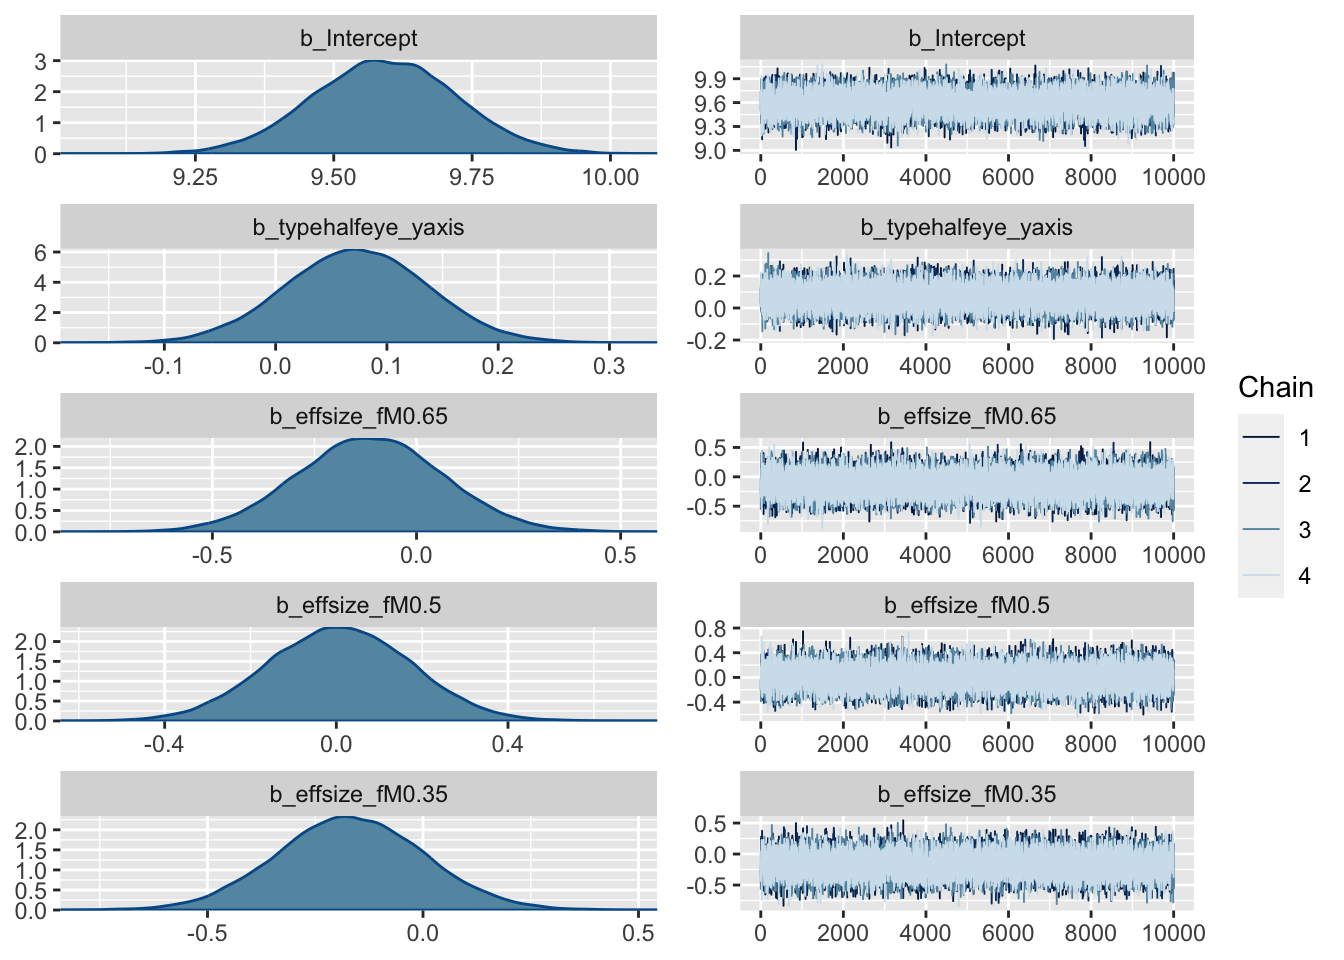 b_Intercept
3
2
1
0
9.25 9.50 9.75 10.00
b_Intercept
9.9
9.6
9.3
9.0
0 2000 4000 6000 8000 10000
b_typehalfeye_yaxis
6
4
2
0
-0.1 0.0 0.1 0.2 0.3
b_typehalfeye_yaxis
0.2
0.0
-0.2
0 2000 4000 6000 8000 10000
b_effsize_fM0.65
2.0
1.5
1.0
0.5
0.0
-0.5 0.0 0.5
b_effsize_fM0.65
0.5
0.0
-0.5
0 2000 4000 6000 8000 10000
b_effsize_fM0.5
2.0
1.5
1.0
0.5
0.0
-0.4 0.0 0.4
b_effsize_fM0.5
0.8
0.4
0.0
-0.4
0 2000 4000 6000 8000 10000
b_effsize_fM0.35
2.0
1.5
1.0
0.5
0.0
-0.5 0.0 0.5
b_effsize_fM0.35
0.5
0.0
-0.5
0 2000 4000 6000 8000 10000
Chain
1
2
3
4